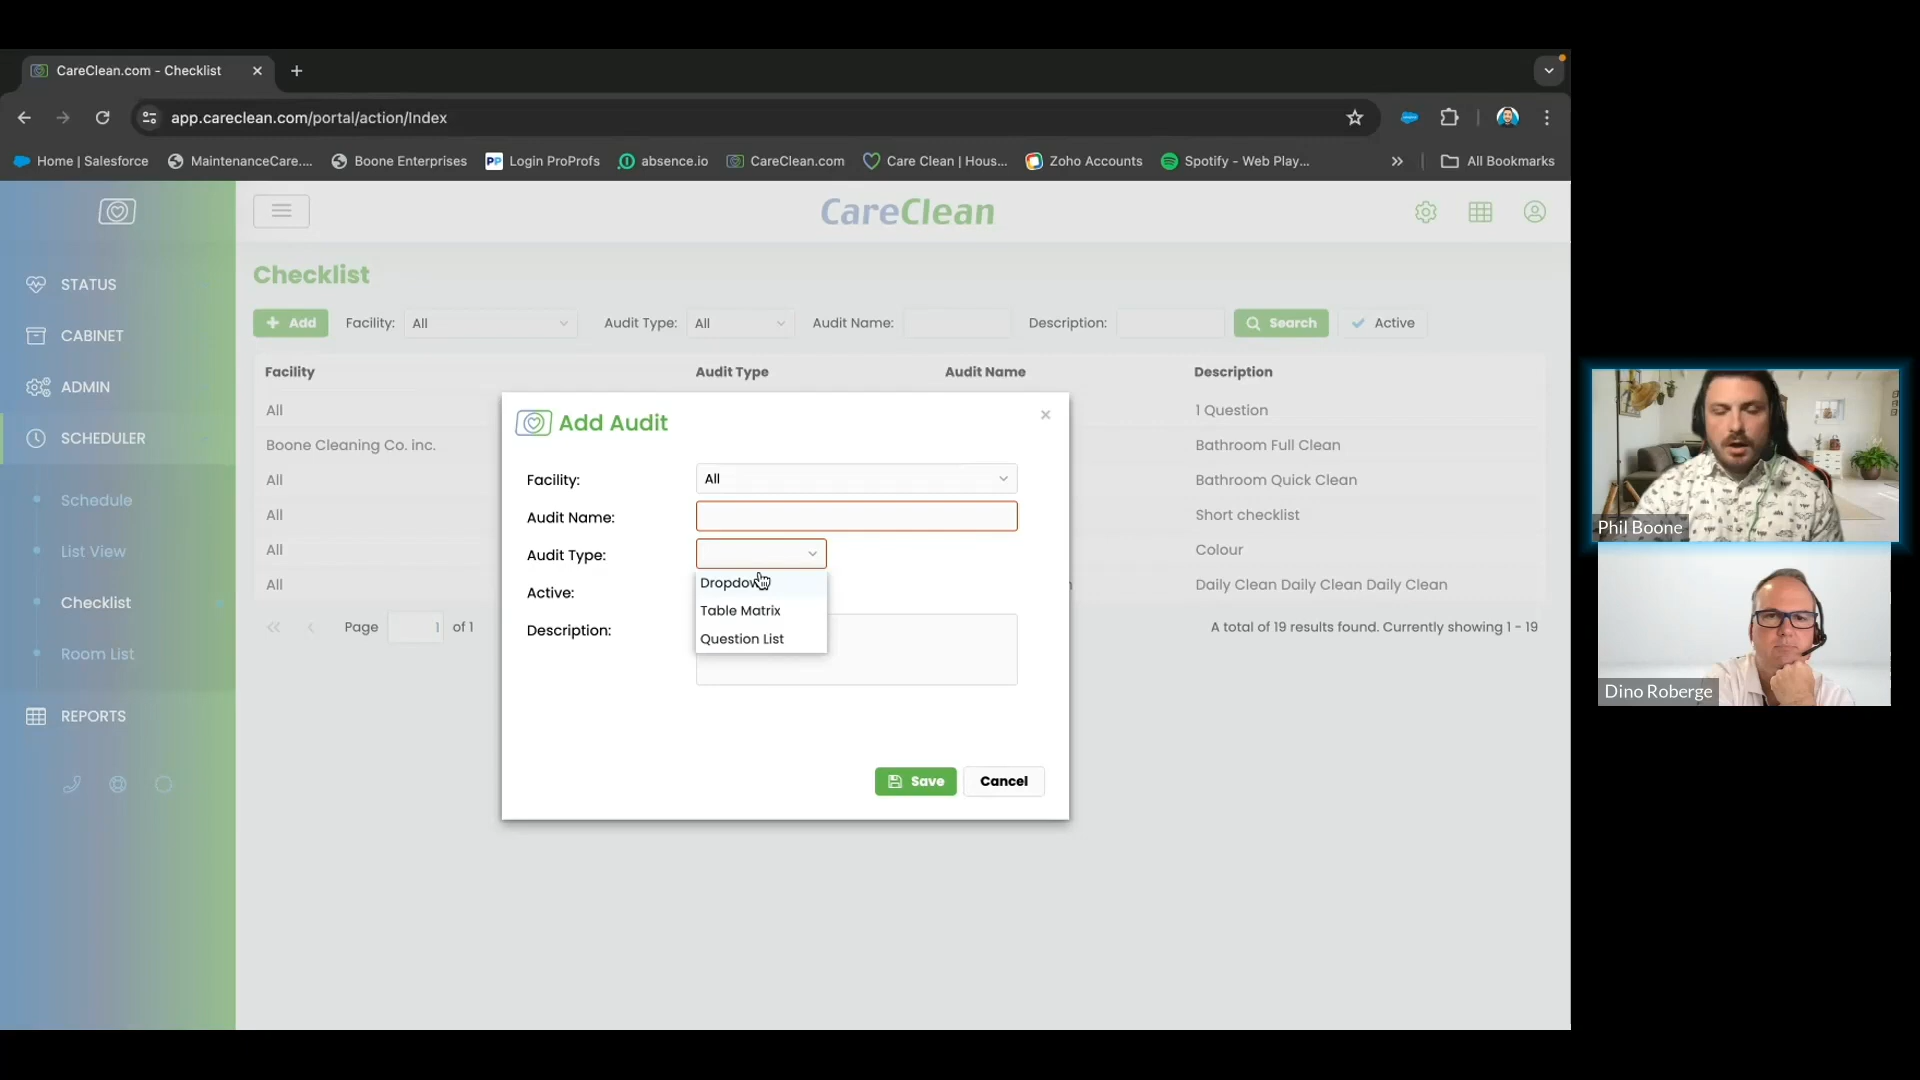 CareClean.com - Checklist
app.careclean.com/portal/action/Index
Home | Salesforce
MaintenanceCare....
Boone Enterprises
PP Login ProProfs
absence.io
CareClean.com
Care Clean | Hous...
Zoho Accounts
Spotify - Web Play...
All Bookmarks
CareClean
STATUS
CABINET
ADMIN
SCHEDULER
Schedule
List View
Checklist
Room List
REPORTS
Checklist
+ Add Facility: All Audit Type: All Audit Name: Description: Search Active
Facility Audit Type Audit Name Description
All 1 Question
Boone Cleaning Co. inc. Bathroom Full Clean
All Bathroom Quick Clean
All Short checklist
All Colour
All Daily Clean Daily Clean Daily Clean
Page 1 of 1 A total of 19 results found. Currently showing 1 - 19
Add Audit
Facility: All
Audit Name:
Audit Type:
Dropdow
Active:
Table Matrix
Description:
Question List
Save Cancel
Phil Boone
Dino Roberge